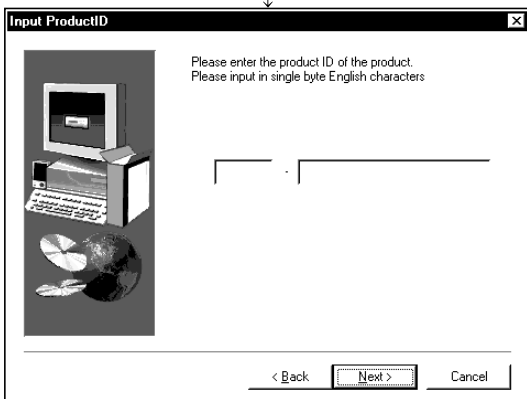 Input ProductID
Please enter the product ID of the product.
Please input in single byte English characters
-
< Back
Next >
Cancel